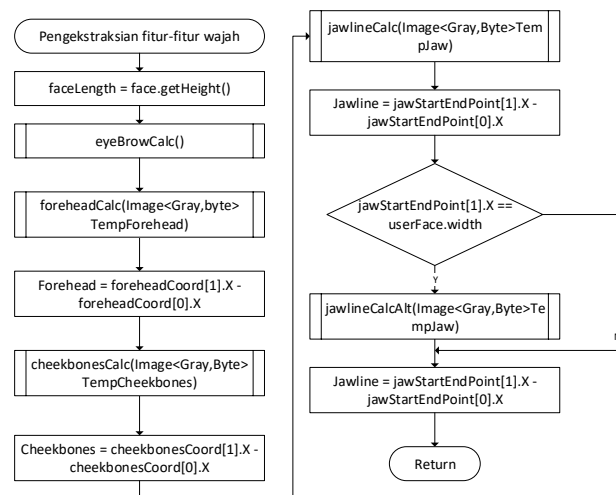 Pengekstraksian fitur-fitur wajah
faceLength = face.getHeight()
eyeBrowCalc()
foreheadCalc(Image<Gray,byte>
TempForehead)
Forehead = foreheadCoord[1].X -
foreheadCoord[0].X
cheekbonesCalc(Image<Gray,Byte>
TempCheekbones)
Cheekbones = cheekbonesCoord[1].X -
cheekbonesCoord[0].X
jawlineCalc(Image<Gray,Byte>Tem
pJaw)
Jawline = jawStartEndPoint[1].X -
jawStartEndPoint[0].X
jawStartEndPoint[1].X ==
userFace.width
Y
jawlineCalcAlt(Image<Gray,Byte>Te
mpJaw)
Jawline = jawStartEndPoint[1].X -
jawStartEndPoint[0].X
Return